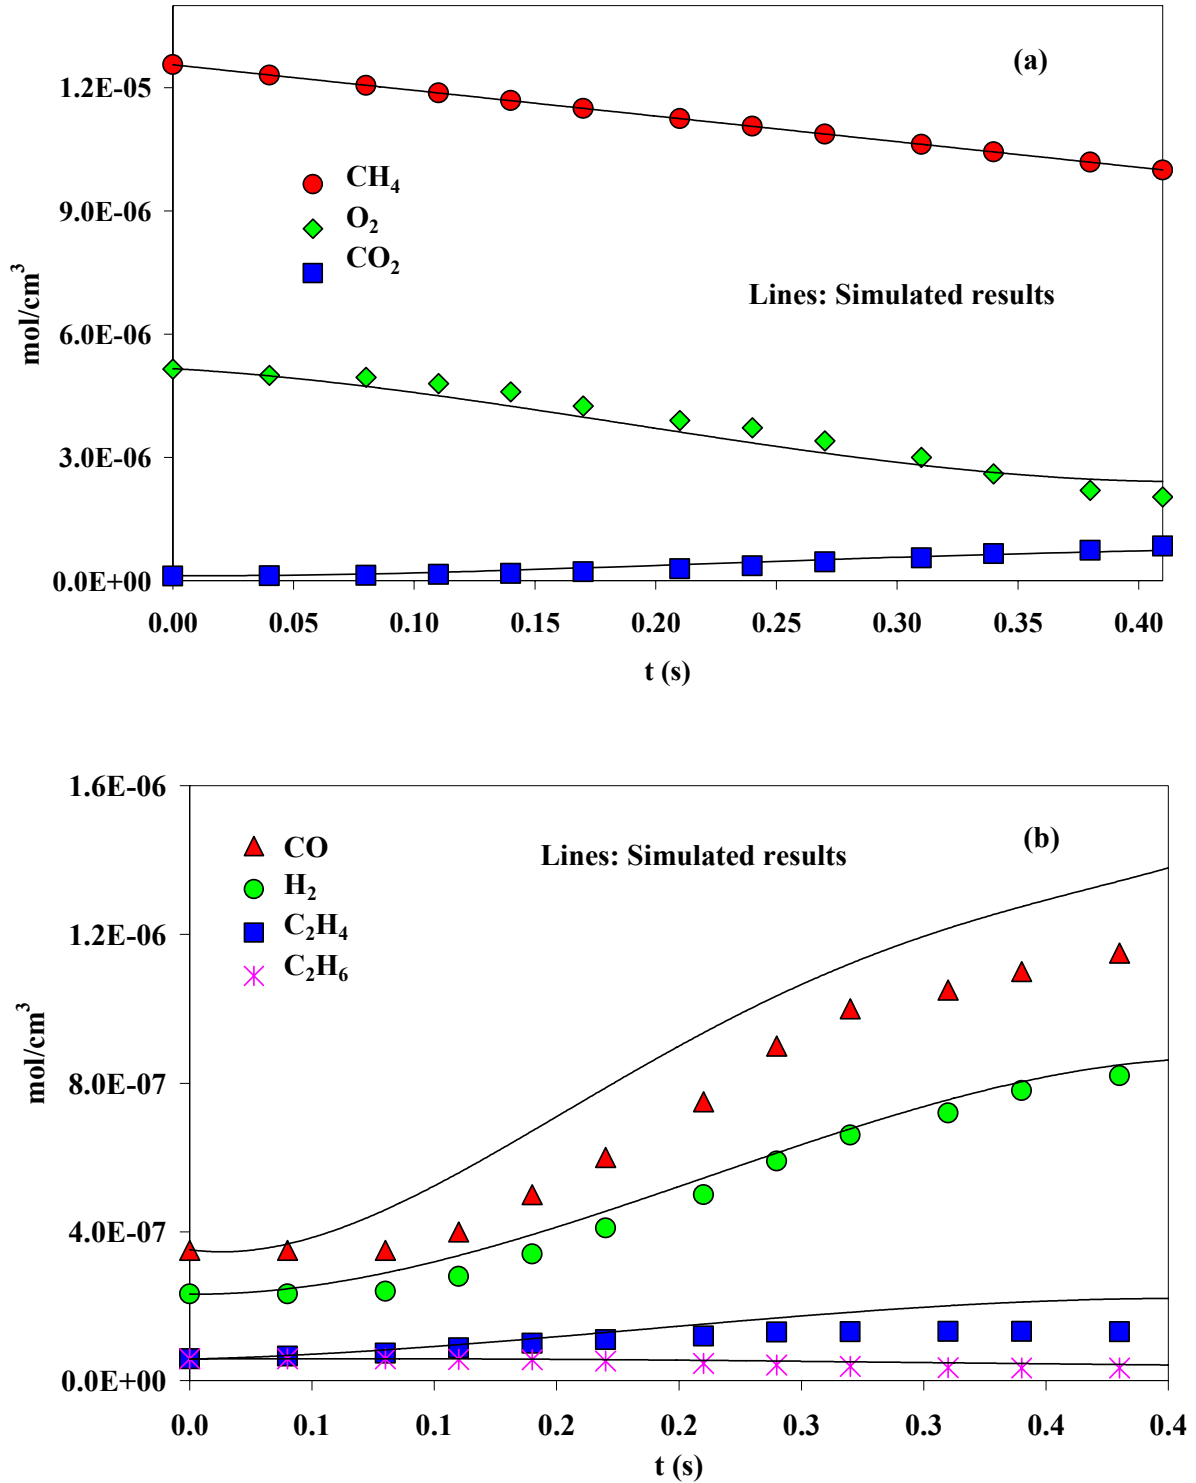 (a)
1.2E-05
CH4
O2
9.0E-06
CO2
Lines: Simulated results
mol/cm3
6.0E-06
3.0E-06
0.0E+00
0.00 0.05 0.10 0.15 0.20 0.25 0.30 0.35 0.40
t (s)
1.6E-06
(b)
CO
Lines: Simulated results
H2
C2H4
1.2E-06
C2H6
mol/cm3
8.0E-07
4.0E-07
0.0E+00
0.0 0.1 0.1 0.2 0.2 0.3 0.3 0.4 0.4
t (s)